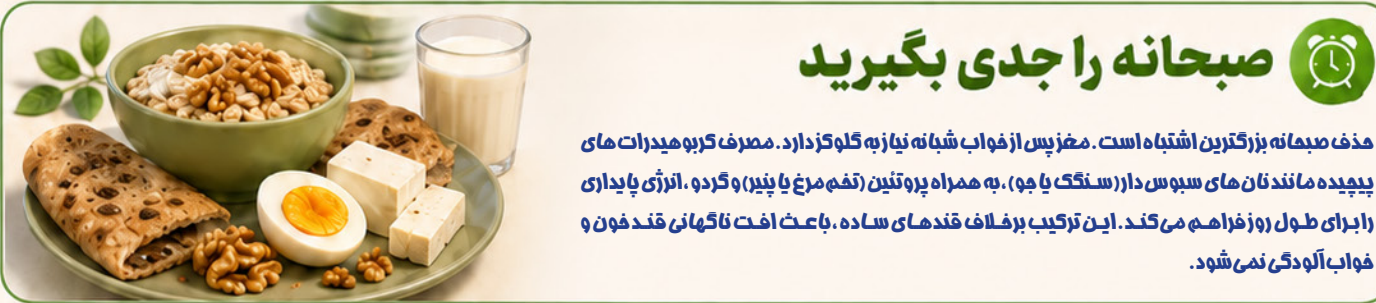 صبحانه را جدی بگیرید
حذف صبحانه بزرگترین اشتباه است. مغز پس از خواب شبانه نیاز به گلوکز دارد. مصرف کربوهیدرات های
پیچیده مانند نان های سبوس دار (سنگک یا جو)، به همراه پروتئین (تخم مرغ یا پنیر) و گردو، انرژی پایداری
را برای طول روز فراهم می کند. این ترکیب برخلاف قندهای ساده، باعث افت ناگهانی قند خون و
خواب آلودگی نمی شود.